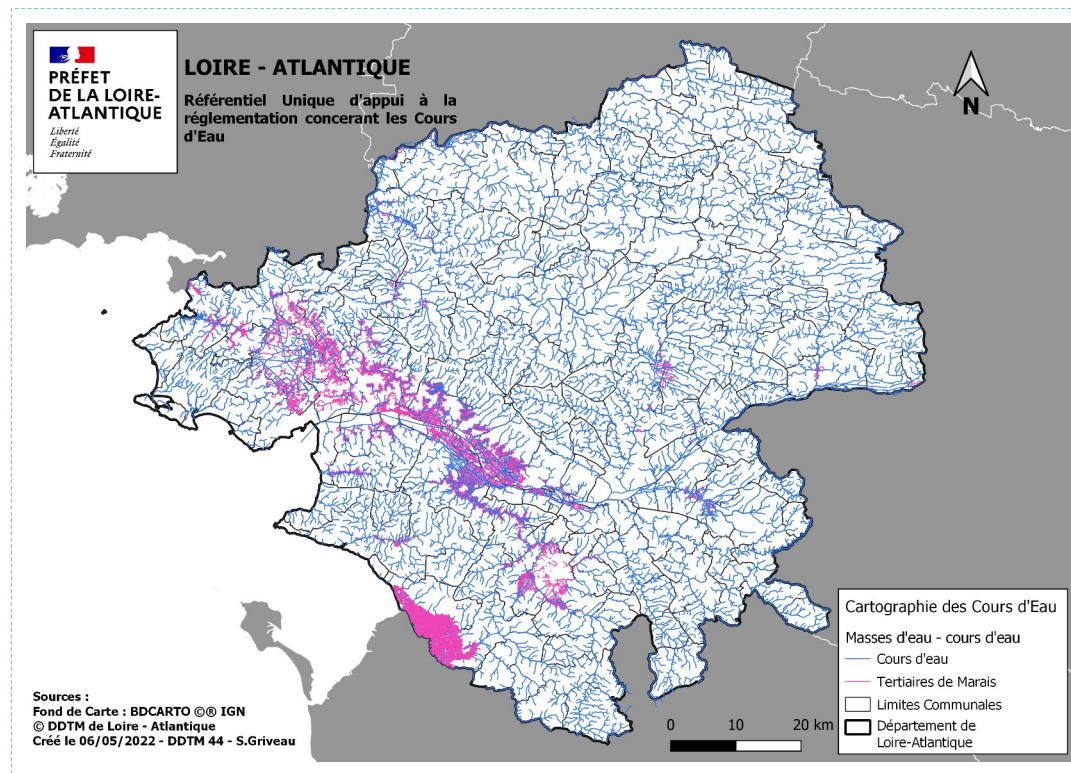 PRÉFET
DE LA LOIRE-
ATLANTIQUE
Liberté
Égalité
Fraternité
LOIRE - ATLANTIQUE
Référentiel Unique d'appui à la
réglementation concerant les Cours
d'Eau
N
Cartographie des Cours d'Eau
Masses d'eau - cours d'eau
Cours d'eau
Tertiaires de Marais
Limites Communales
Département de
Loire-Atlantique
0 10 20 km
Sources :
Fond de Carte : BDCARTO ©® IGN
© DDTM de Loire - Atlantique
Créé le 06/05/2022 - DDTM 44 - S.Griveau